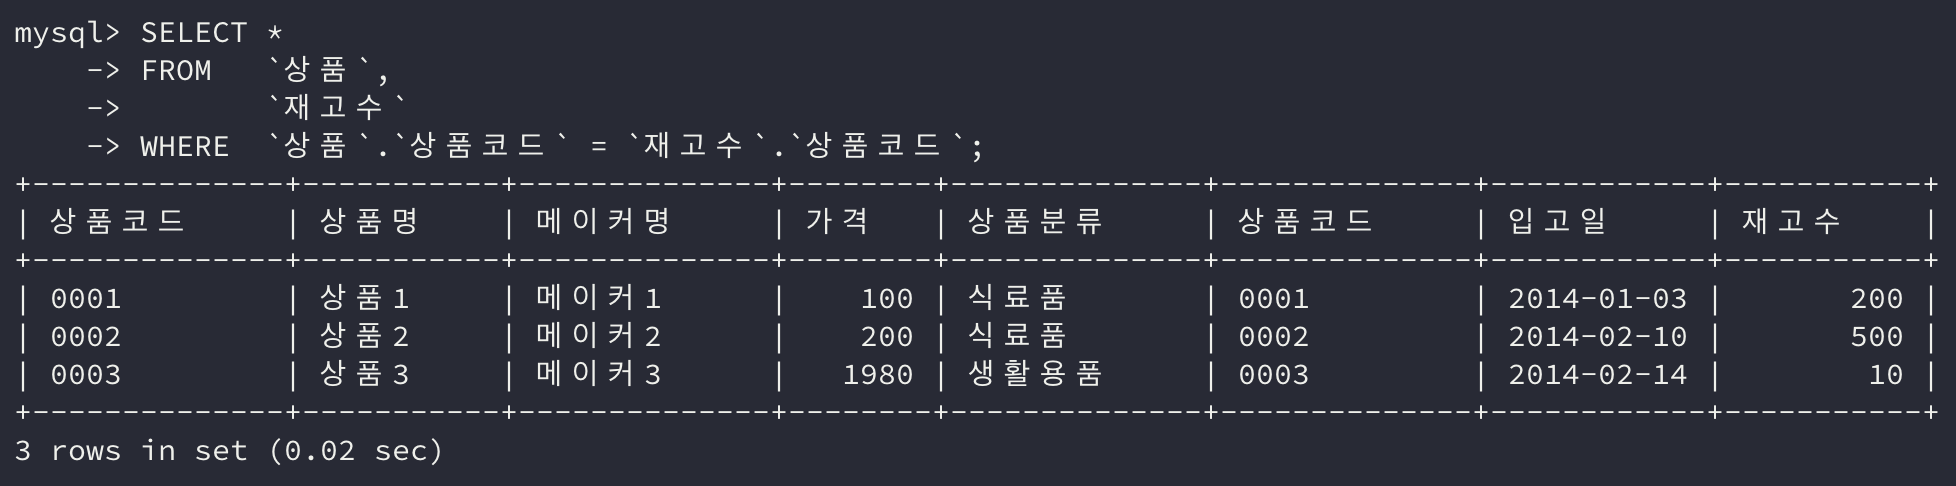 mysql> SELECT *
    -> FROM   `상품`,
    ->        `재고수`
    -> WHERE  `상품`.`상품코드` = `재고수`.`상품코드`;
+--------------+-----------+--------------+--------+--------------+--------------+------------+-----------+
| 상품코드      | 상품명     | 메이커명      | 가격    | 상품분류      | 상품코드      | 입고일      | 재고수     |
+--------------+-----------+--------------+--------+--------------+--------------+------------+-----------+
| 0001         | 상품1     | 메이커1      |    100 | 식료품       | 0001         | 2014-01-03 |       200 |
| 0002         | 상품2     | 메이커2      |    200 | 식료품       | 0002         | 2014-02-10 |       500 |
| 0003         | 상품3     | 메이커3      |   1980 | 생활용품     | 0003         | 2014-02-14 |        10 |
+--------------+-----------+--------------+--------+--------------+--------------+------------+-----------+
3 rows in set (0.02 sec)